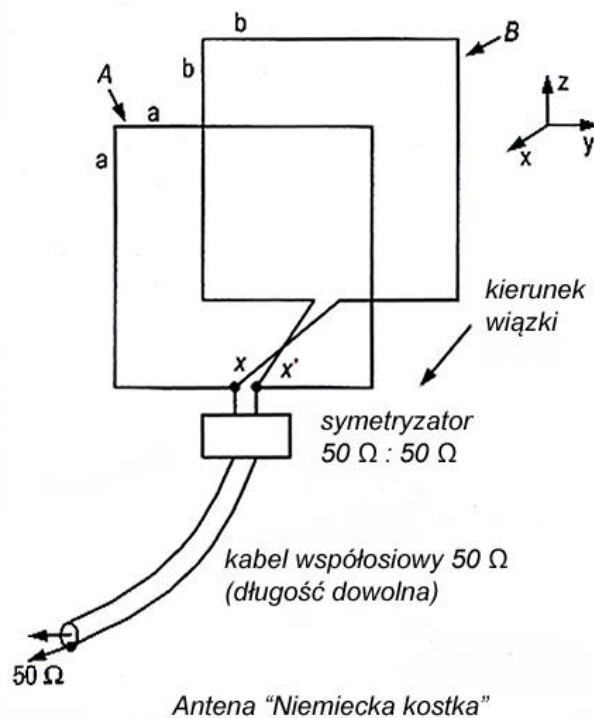 b
B
b
A
a
a
z
y
x
kierunek
wiązki
x
x'
symetryzator
50 Ω : 50 Ω
kabel współosiowy 50 Ω
(długość dowolna)
50 Ω
Antena “Niemiecka kostka”